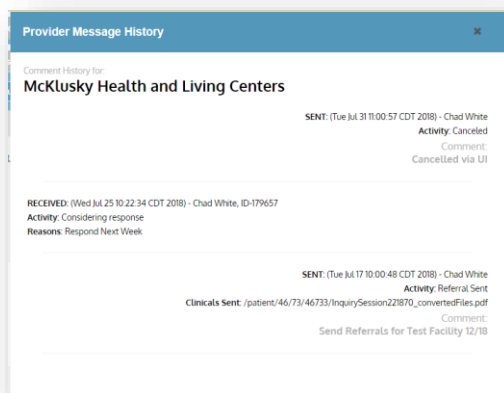 Provider Message History
Comment History for:
McKlusky Health and Living Centers
SENT: (Tue Jul 31 11:00:57 CDT 2018) - Chad White
Activity: Canceled
Comment:
Cancelled via UI
RECEIVED: (Wed Jul 25 10:22:34 CDT 2018) - Chad White, ID-179657
Activity: Considering response
Reasons: Respond Next Week
SENT: (Tue Jul 17 10:00:48 CDT 2018) - Chad White
Activity: Referral Sent
Clinicals Sent: /patient/46/73/46733/InquirySession221870_convertedFiles.pdf
Comment:
Send Referrals for Test Facility 12/18